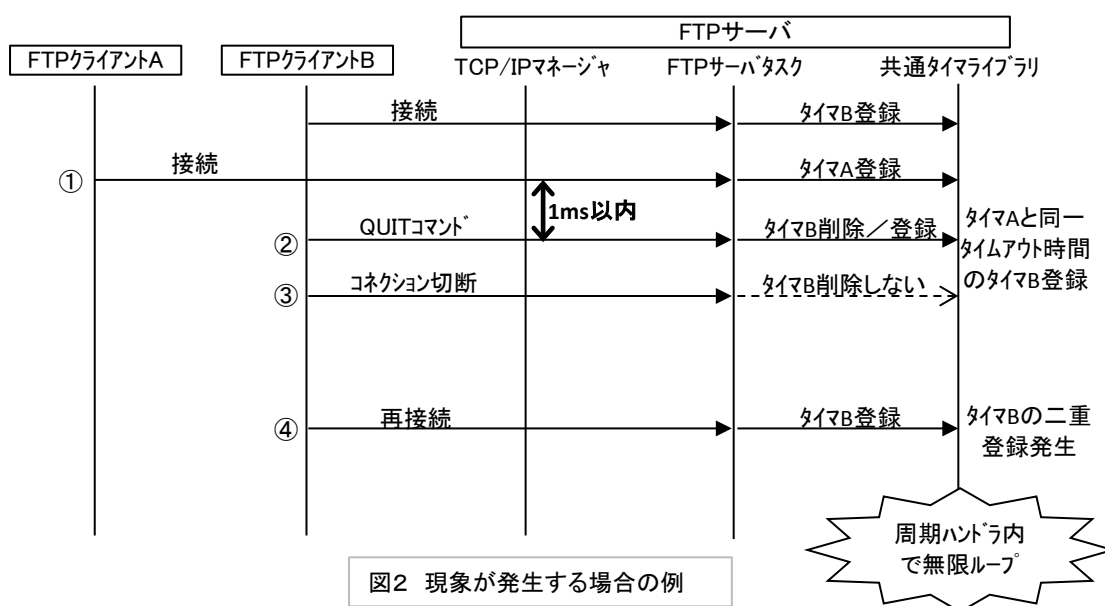 FTPサーバ
FTPｸﾗｲｱﾝﾄA
FTPｸﾗｲｱﾝﾄB
TCP/IPﾏﾈｰｼﾞｬ
FTPｻｰﾊﾞﾀｽｸ
共通ﾀｲﾏﾗｲﾌﾞﾗﾘ
接続
ﾀｲﾏB登録
①
接続
ﾀｲﾏA登録
1ms以内
②
QUITｺﾏﾝﾄﾞ
ﾀｲﾏB削除／登録
ﾀｲﾏAと同一
ﾀｲﾑｱｳﾄ時間
のﾀｲﾏB登録
③
ｺﾈｸｼｮﾝ切断
ﾀｲﾏB削除しない
④
再接続
ﾀｲﾏB登録
ﾀｲﾏBの二重
登録発生
周期ﾊﾝﾄﾞﾗ内
で無限ﾙｰﾌﾟ
図2 現象が発生する場合の例